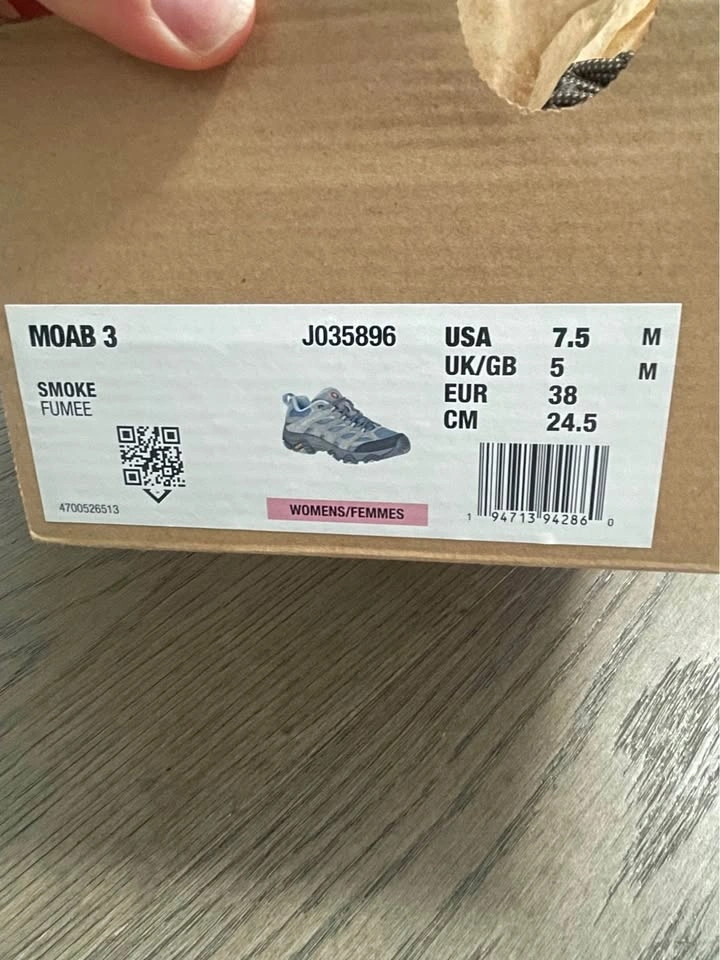 MOAB 3
J035896
SMOKE
FUMEE
4700526513
WOMENS/FEMMES
USA 7.5 M
UK/GB 5 M
EUR 38
CM 24.5
1 94713 94286 0